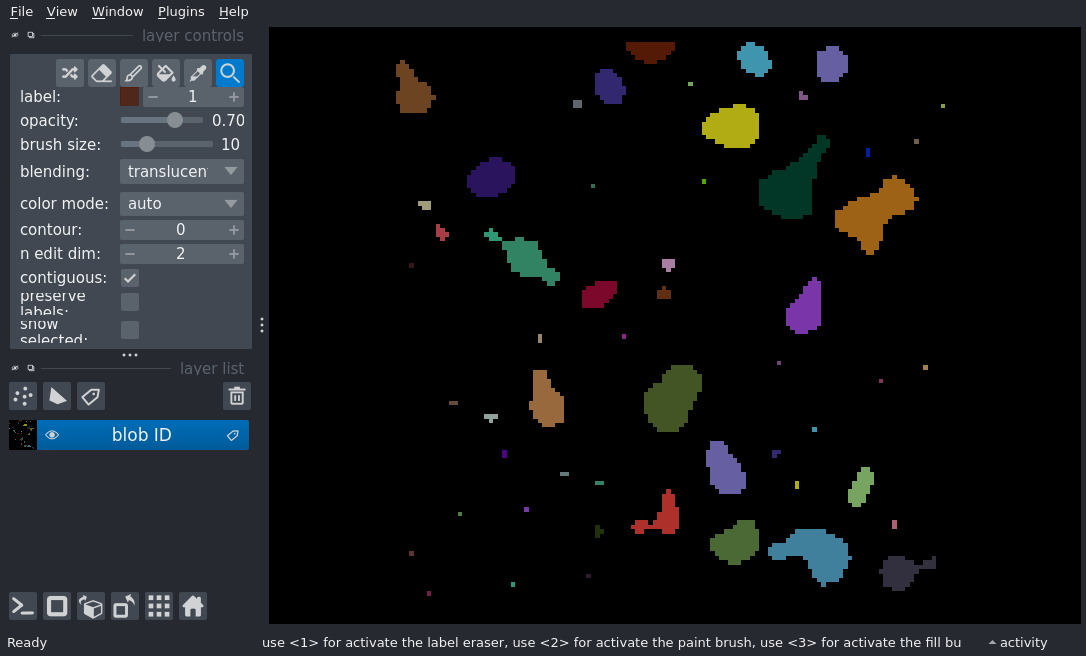 File View Window Plugins Help
layer controls
label: 1
opacity: 0.70
brush size: 10
blending: translucen
color mode: auto
contour: 0
n edit dim: 2
contiguous:
preserve
labels:
show
selected:
layer list
blob ID
Ready use <1> for activate the label eraser, use <2> for activate the paint brush, use <3> for activate the fill bu activity